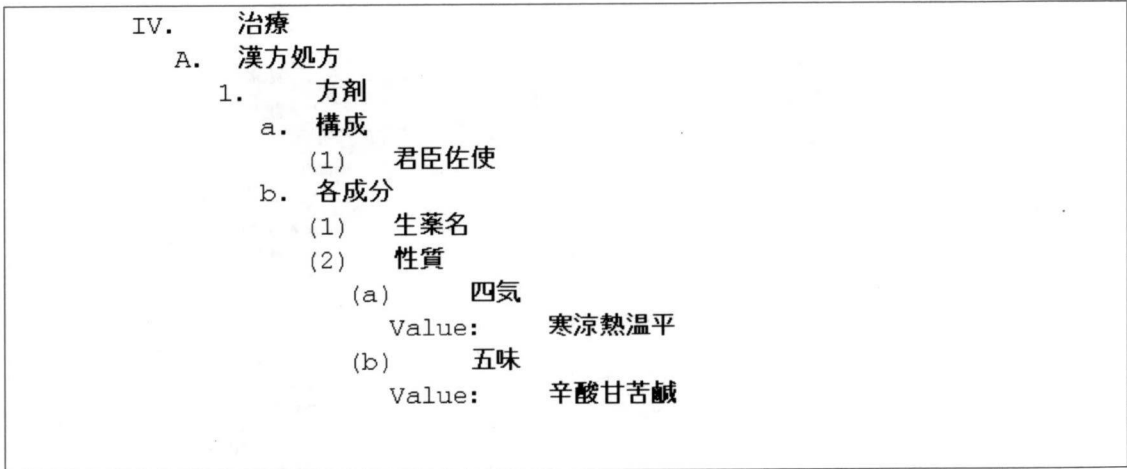 IV. 治療
A. 漢方処方
1. 方剤
a. 構成
(1) 君臣佐使
b. 各成分
(1) 生薬名
(2) 性質
(a) 四気
Value: 寒涼熱温平
(b) 五味
Value: 辛酸甘苦鹹